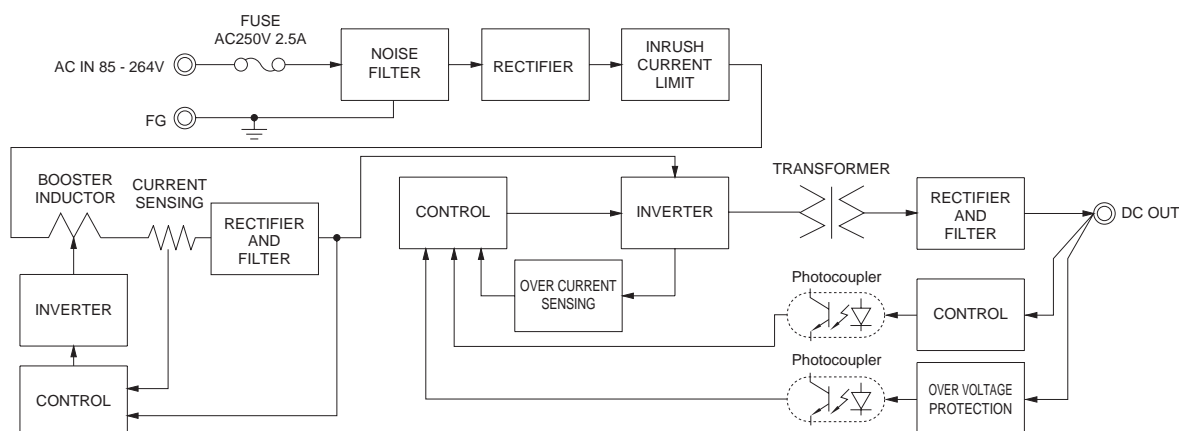 FUSE
AC250V 2.5A
AC IN 85 - 264V
NOISE
FILTER
RECTIFIER
INRUSH
CURRENT
LIMIT
FG
BOOSTER
INDUCTOR
CURRENT
SENSING
RECTIFIER
AND
FILTER
CONTROL
INVERTER
TRANSFORMER
RECTIFIER
AND
FILTER
DC OUT
OVER CURRENT
SENSING
INVERTER
CONTROL
Photocoupler
CONTROL
Photocoupler
OVER VOLTAGE
PROTECTION